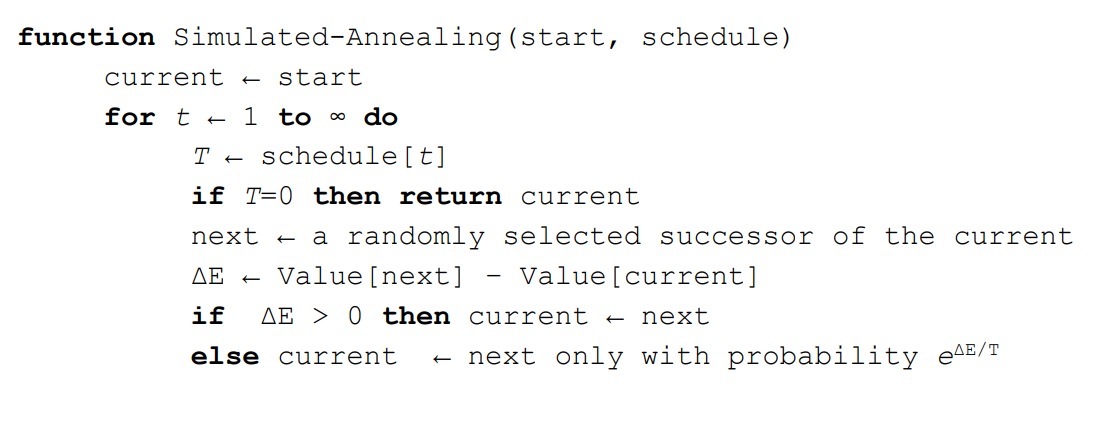 function Simulated-Annealing(start, schedule)
current ← start
for t ← 1 to ∞ do
T ← schedule[t]
if T=0 then return current
next ← a randomly selected successor of the current
ΔE ← Value[next] – Value[current]
if ΔE > 0 then current ← next
else current ← next only with probability e^ΔE/T